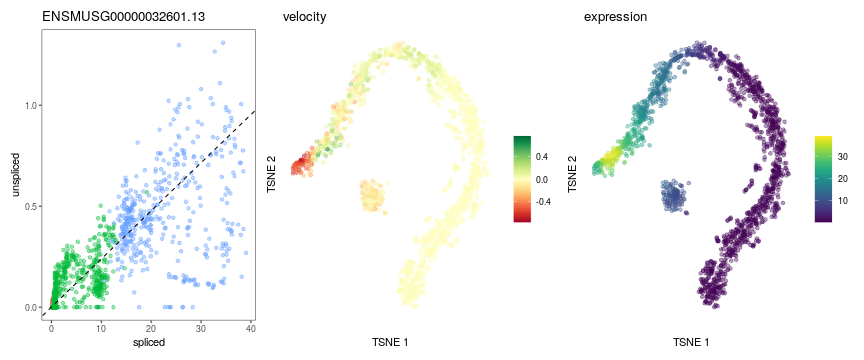 ENSMUSG00000032601.13
velocity
expression
unspliced
1.0
0.5
0.0
0
10
20
30
40
spliced
TSNE 2
TSNE 1
0.4
0.0
-0.4
TSNE 2
TSNE 1
30
20
10